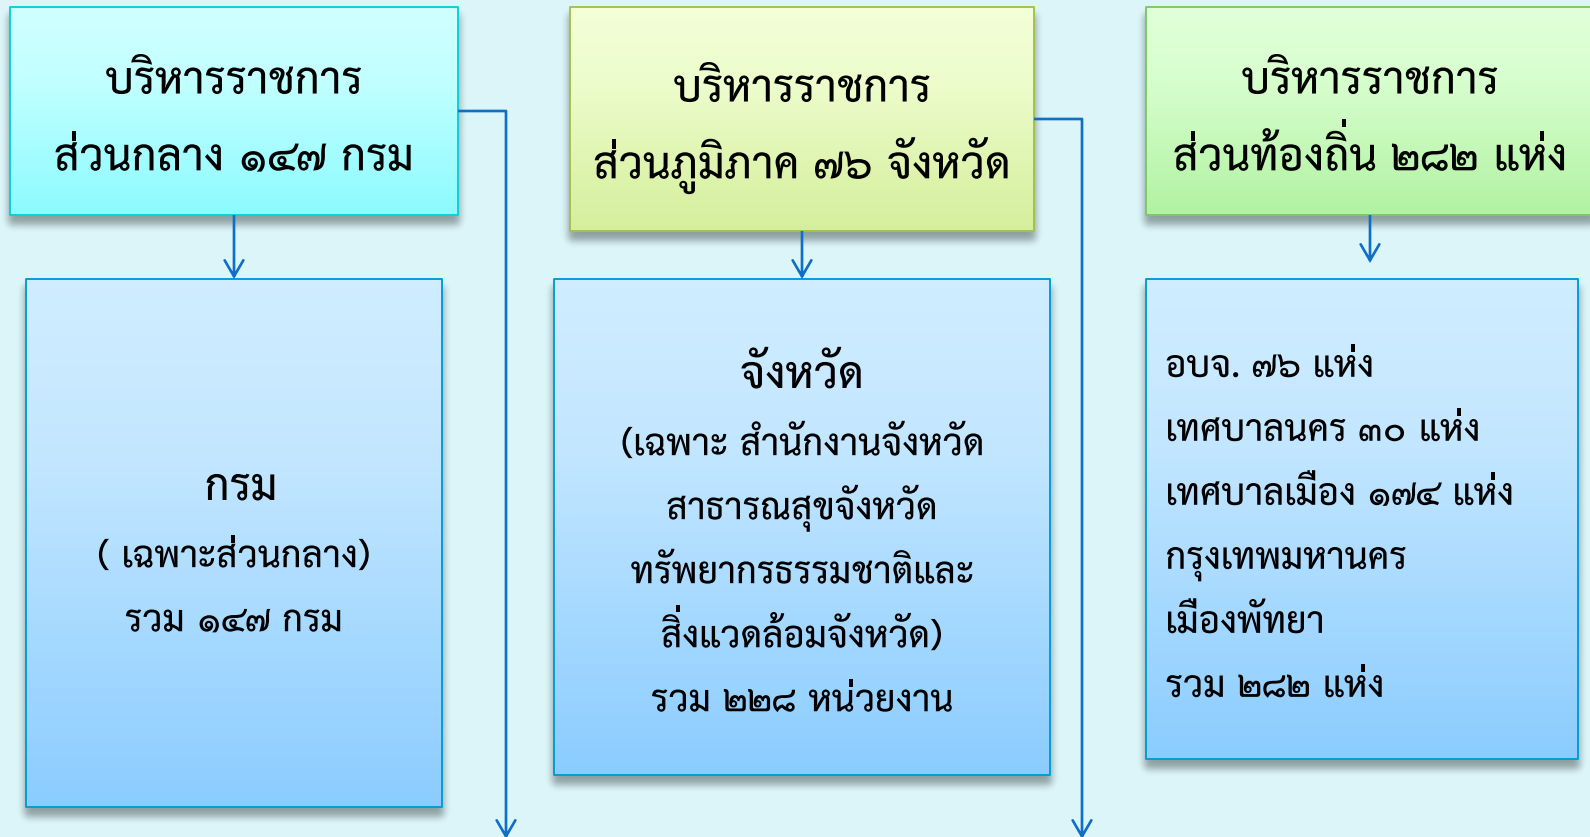 บริหารราชการ
ส่วนกลาง ๑๔๗ กรม
บริหารราชการ
ส่วนภูมิภาค ๗๖ จังหวัด
บริหารราชการ
ส่วนท้องถิ่น ๒๘๒ แห่ง
กรม
( เฉพาะส่วนกลาง)
รวม ๑๔๗ กรม
จังหวัด
(เฉพาะ สำนักงานจังหวัด
สาธารณสุขจังหวัด
ทรัพยากรธรรมชาติและ
สิ่งแวดล้อมจังหวัด)
รวม ๒๒๘ หน่วยงาน
อบจ. ๗๖ แห่ง
เทศบาลนคร ๓๐ แห่ง
เทศบาลเมือง ๑๗๔ แห่ง
กรุงเทพมหานคร
เมืองพัทยา
รวม ๒๘๒ แห่ง